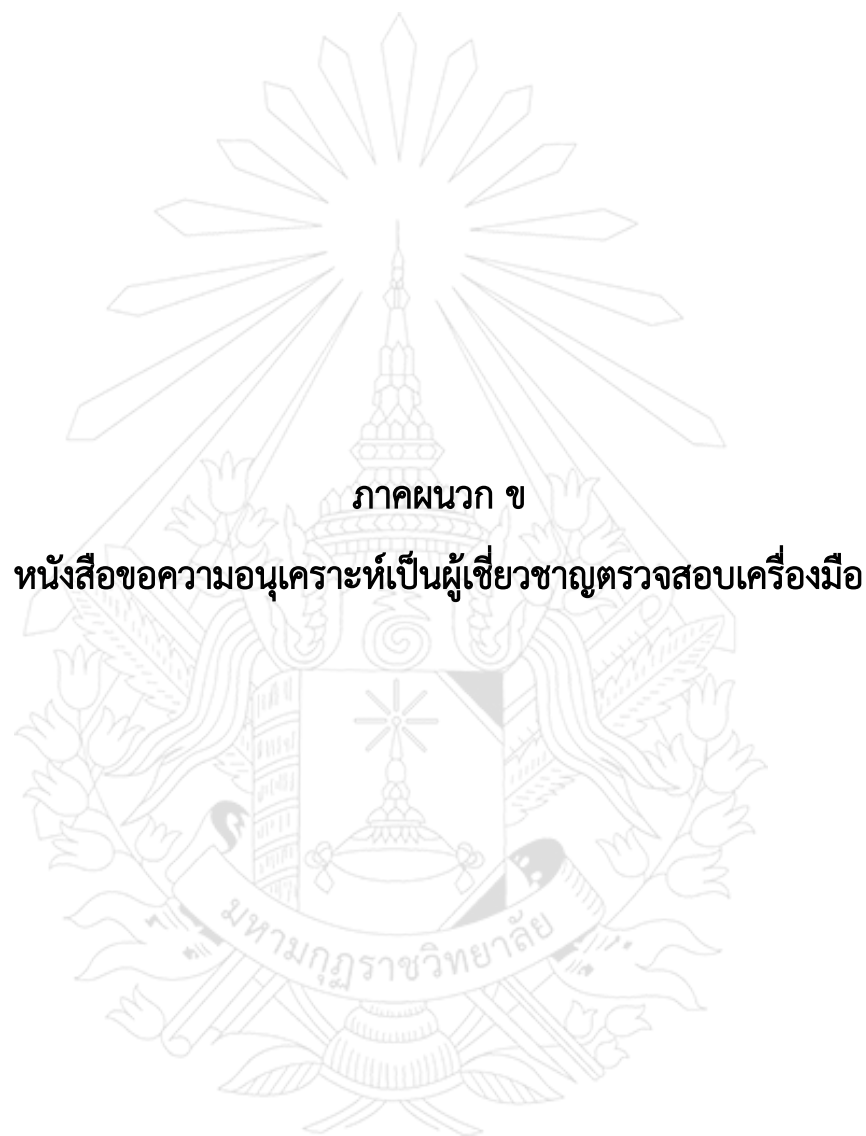 ภาคผนวก ข
หนังสือขอความอนุเคราะห์เป็นผู้เชี่ยวชาญตรวจสอบเครื่องมือ
มหามกุฏราชวิทยาลัย